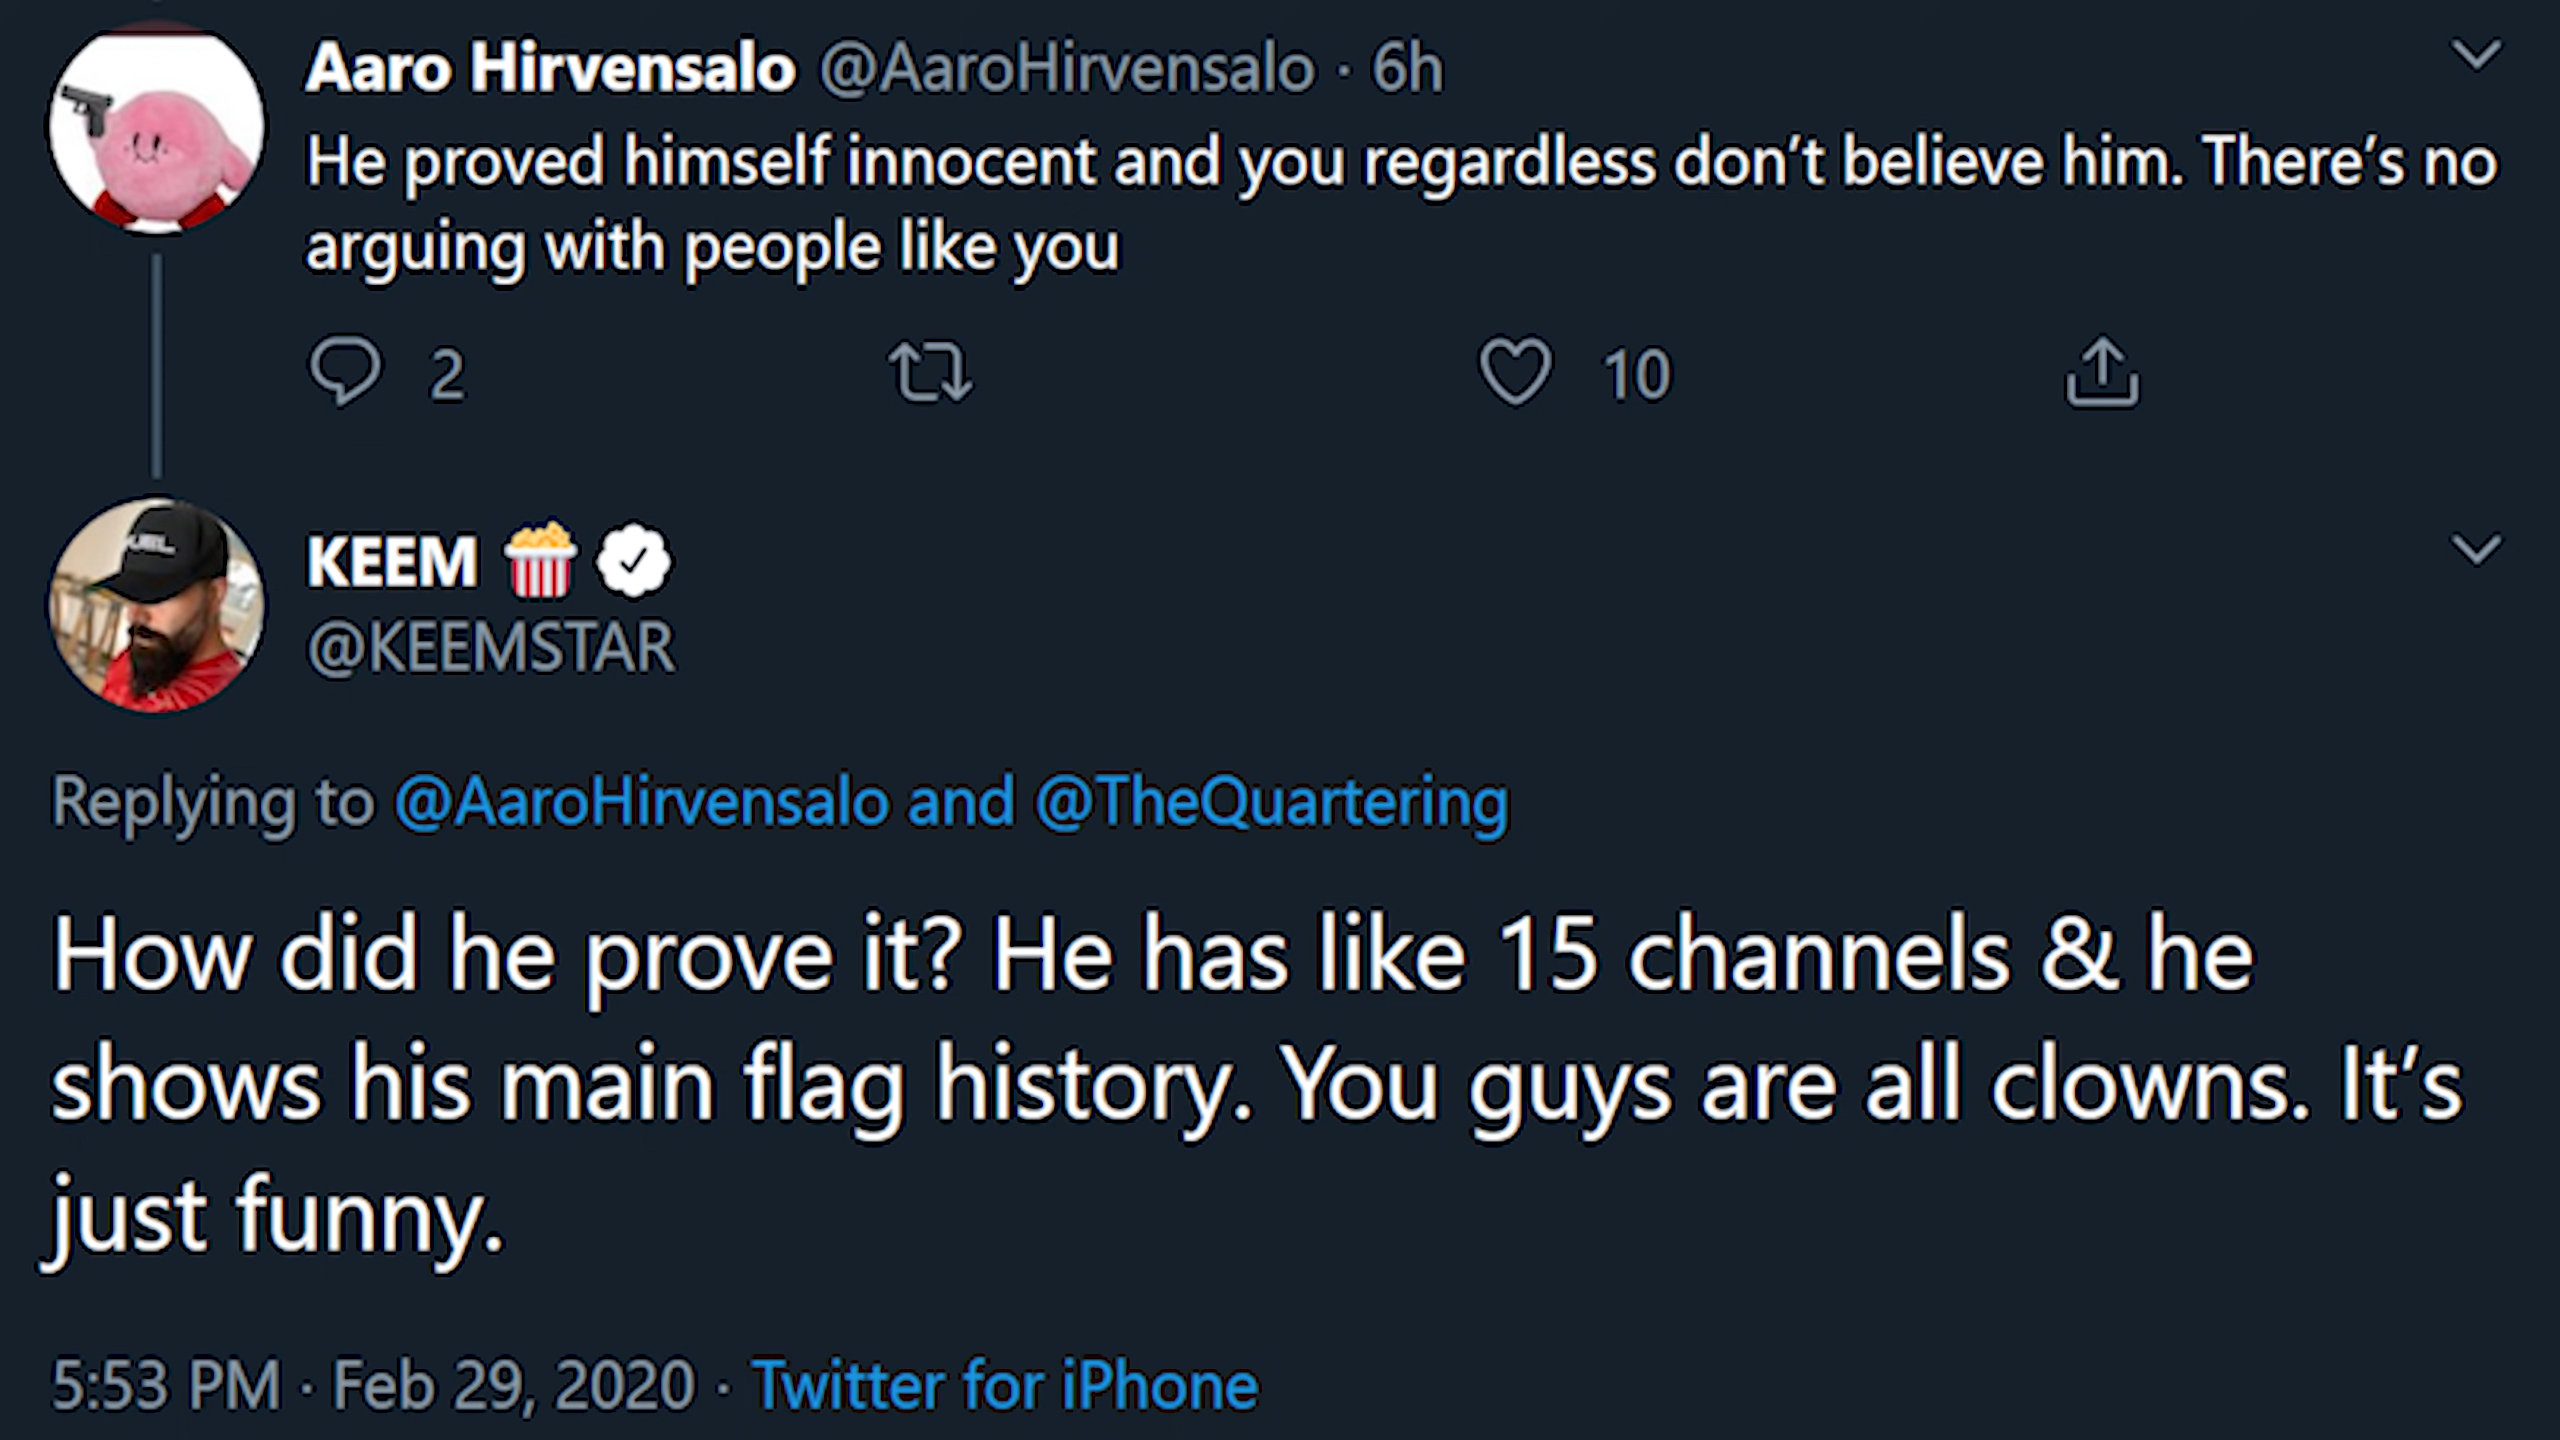 Aaro Hirvensalo @AaroHirvensalo · 6h
He proved himself innocent and you regardless don’t believe him. There’s no
arguing with people like you
2 10
KEEM 🍿
@KEEMSTAR
Replying to @AaroHirvensalo and @TheQuartering
How did he prove it? He has like 15 channels & he
shows his main flag history. You guys are all clowns. It’s
just funny.
5:53 PM · Feb 29, 2020 · Twitter for iPhone